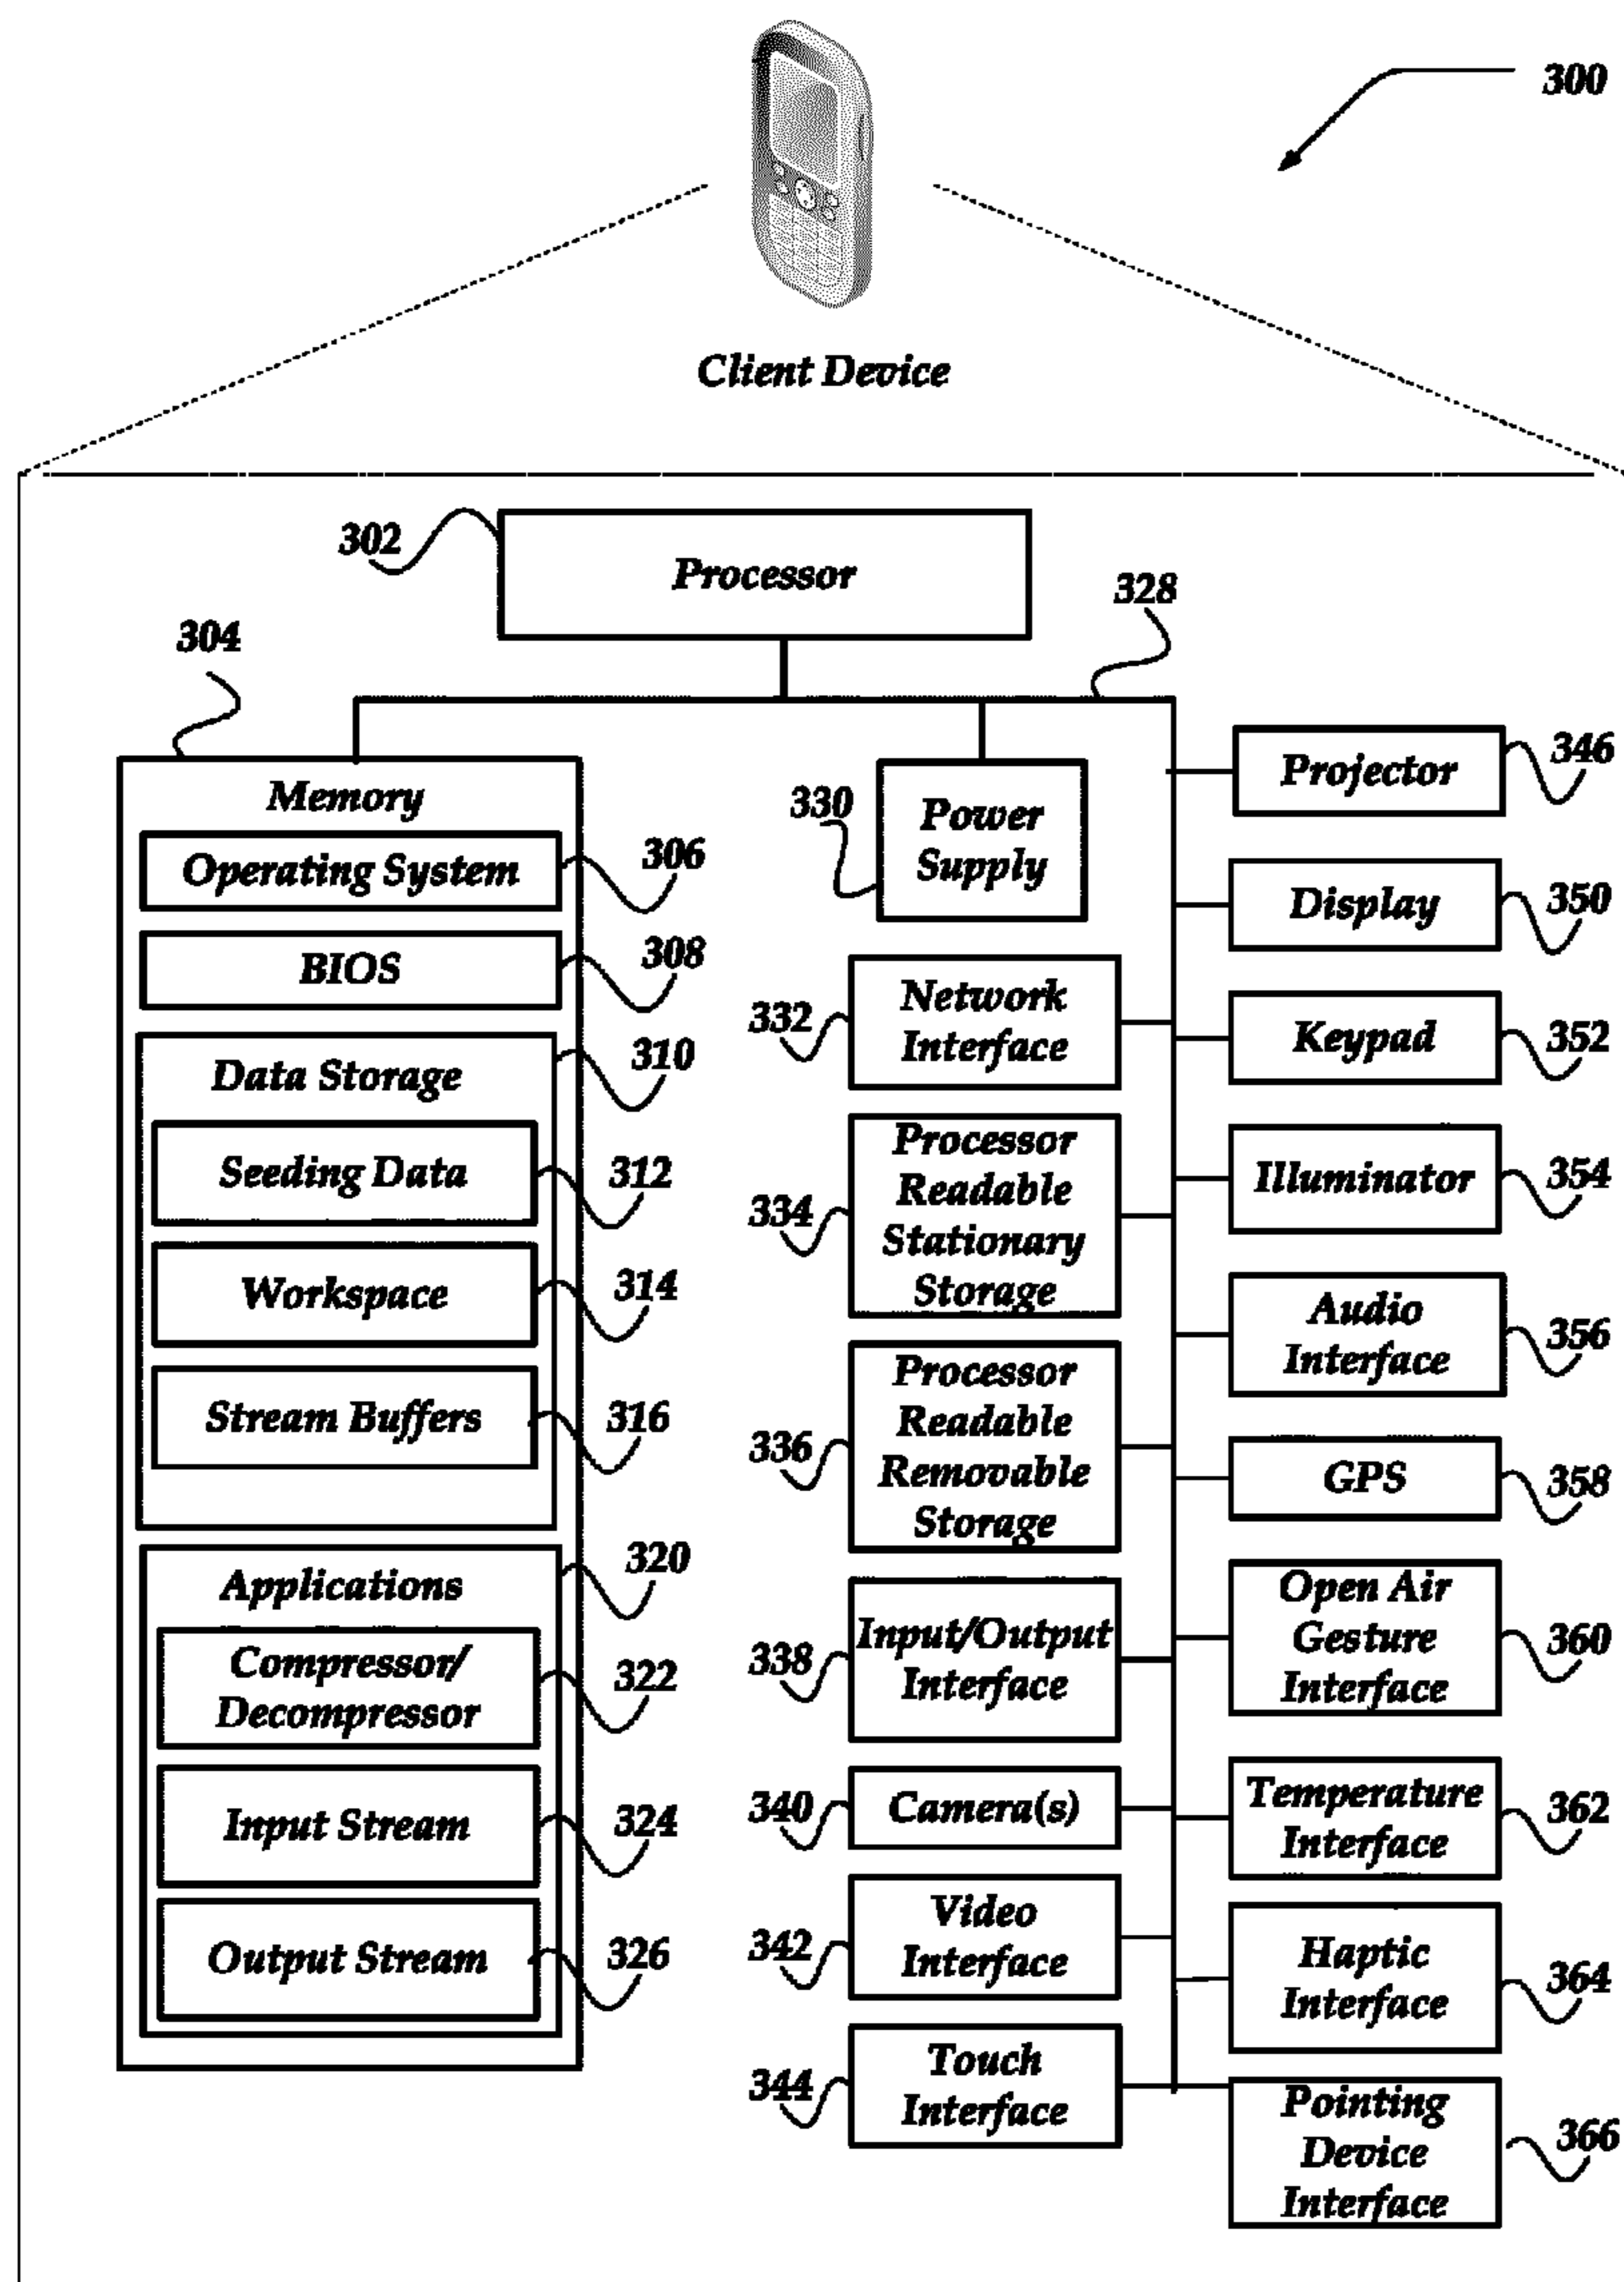 300
Client Device
302
Processor
328
304
Memory
Operating System
306
BIOS
308
Data Storage
310
Seeding Data
312
Workspace
314
Stream Buffers
316
Applications
320
Compressor/
Decompressor
322
Input Stream
324
Output Stream
326
330
Power
Supply
332
Network
Interface
334
Processor
Readable
Stationary
Storage
336
Processor
Readable
Removable
Storage
338
Input/Output
Interface
340
Camera(s)
342
Video
Interface
344
Touch
Interface
Projector
346
Display
350
Keypad
352
Illuminator
354
Audio
Interface
356
GPS
358
Open Air
Gesture
Interface
360
Temperature
Interface
362
Haptic
Interface
364
Pointing
Device
Interface
366